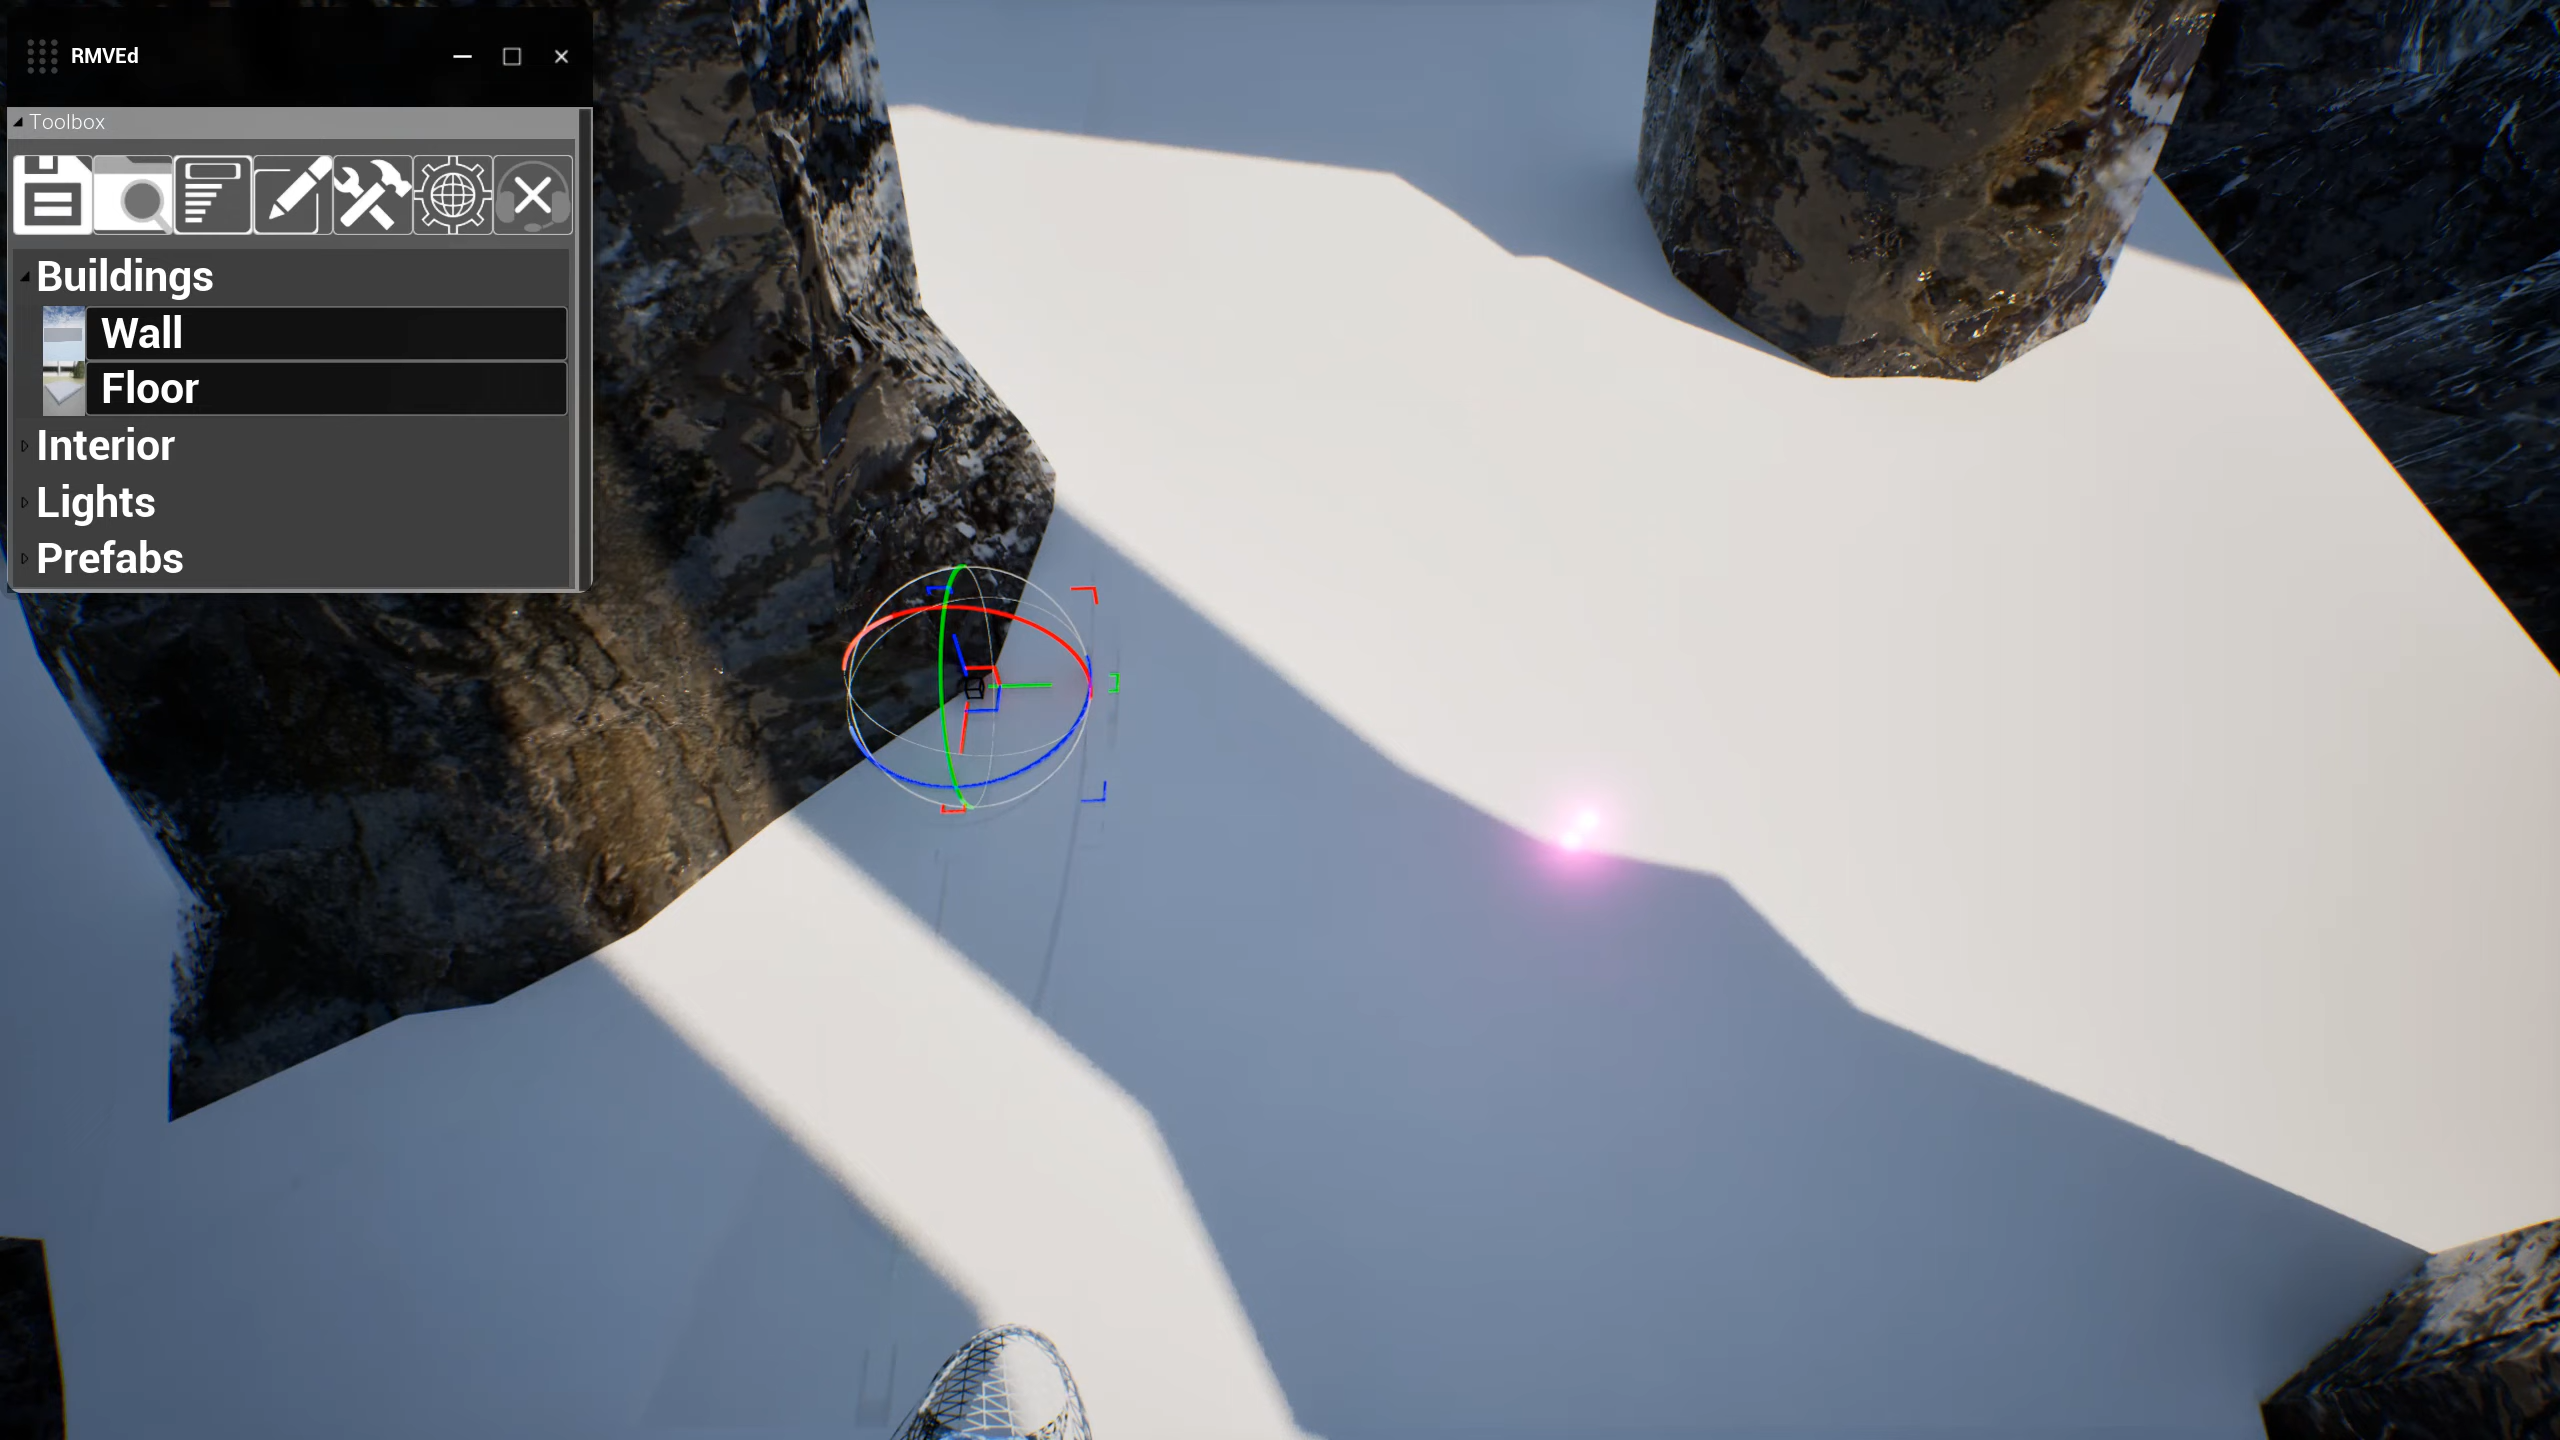 RMVEd
Toolbox
Buildings
Wall
Floor
Interior
Lights
Prefabs